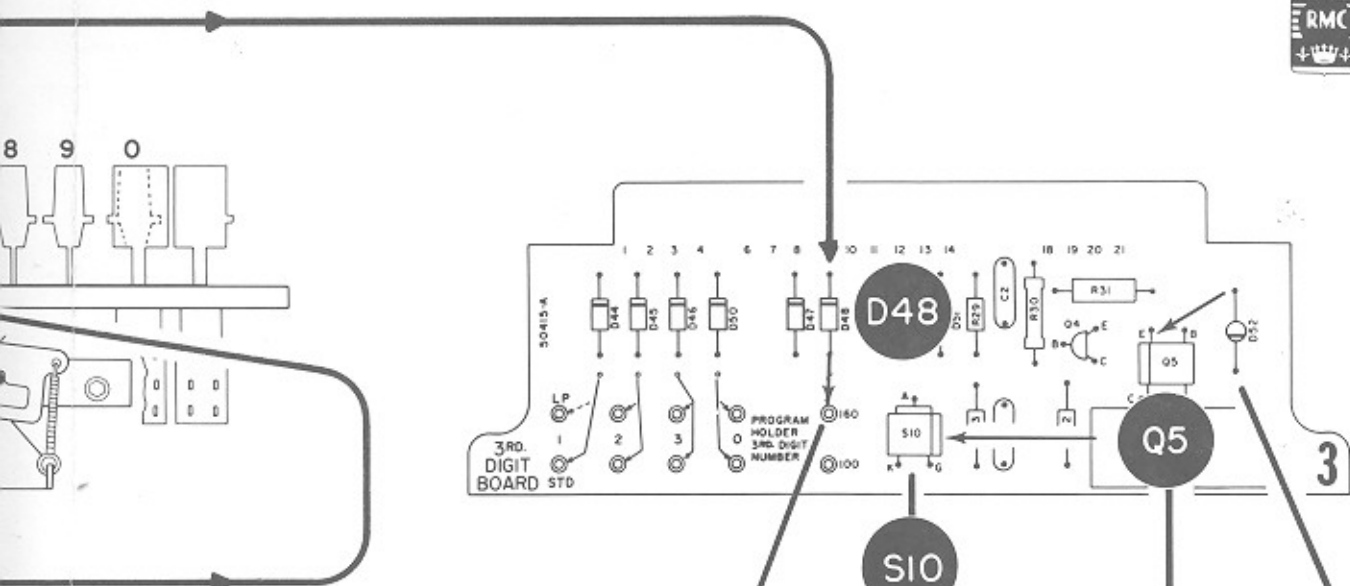 RMC
8 9 0
1 2 3 4 6 7 8 10 11 12 13 14 18 19 20 21
50415-A
D44
D45
D46
D50
D47
D48
D48
D51
R29
C2
R30
R31
Q4
E
B
C
E B
Q5
C
D52
LP
1 2 3 0
STD
3RD.
DIGIT
BOARD
PROGRAM
HOLDER
3RD. DIGIT
NUMBER
160
100
A
S10
K G
3
2
Q5
3
S10